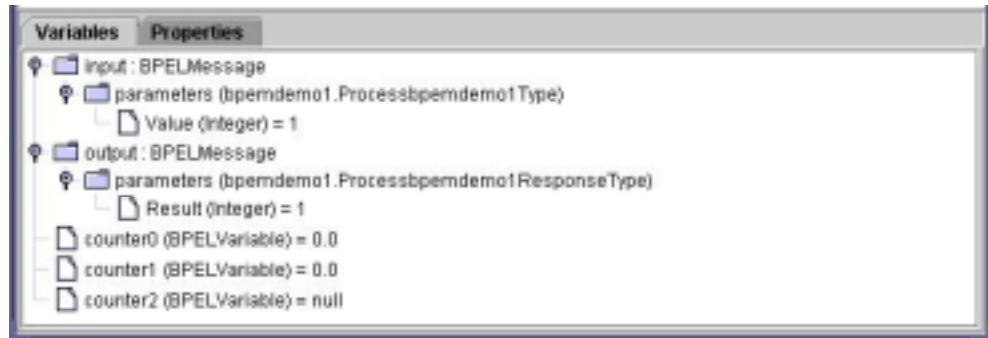 Variables Properties
input : BPELMessage
parameters (bpemdemo1.Processbpemdemo1Type)
Value (Integer) = 1
output : BPELMessage
parameters (bpemdemo1.Processbpemdemo1ResponseType)
Result (Integer) = 1
counter0 (BPELVariable) = 0.0
counter1 (BPELVariable) = 0.0
counter2 (BPELVariable) = null